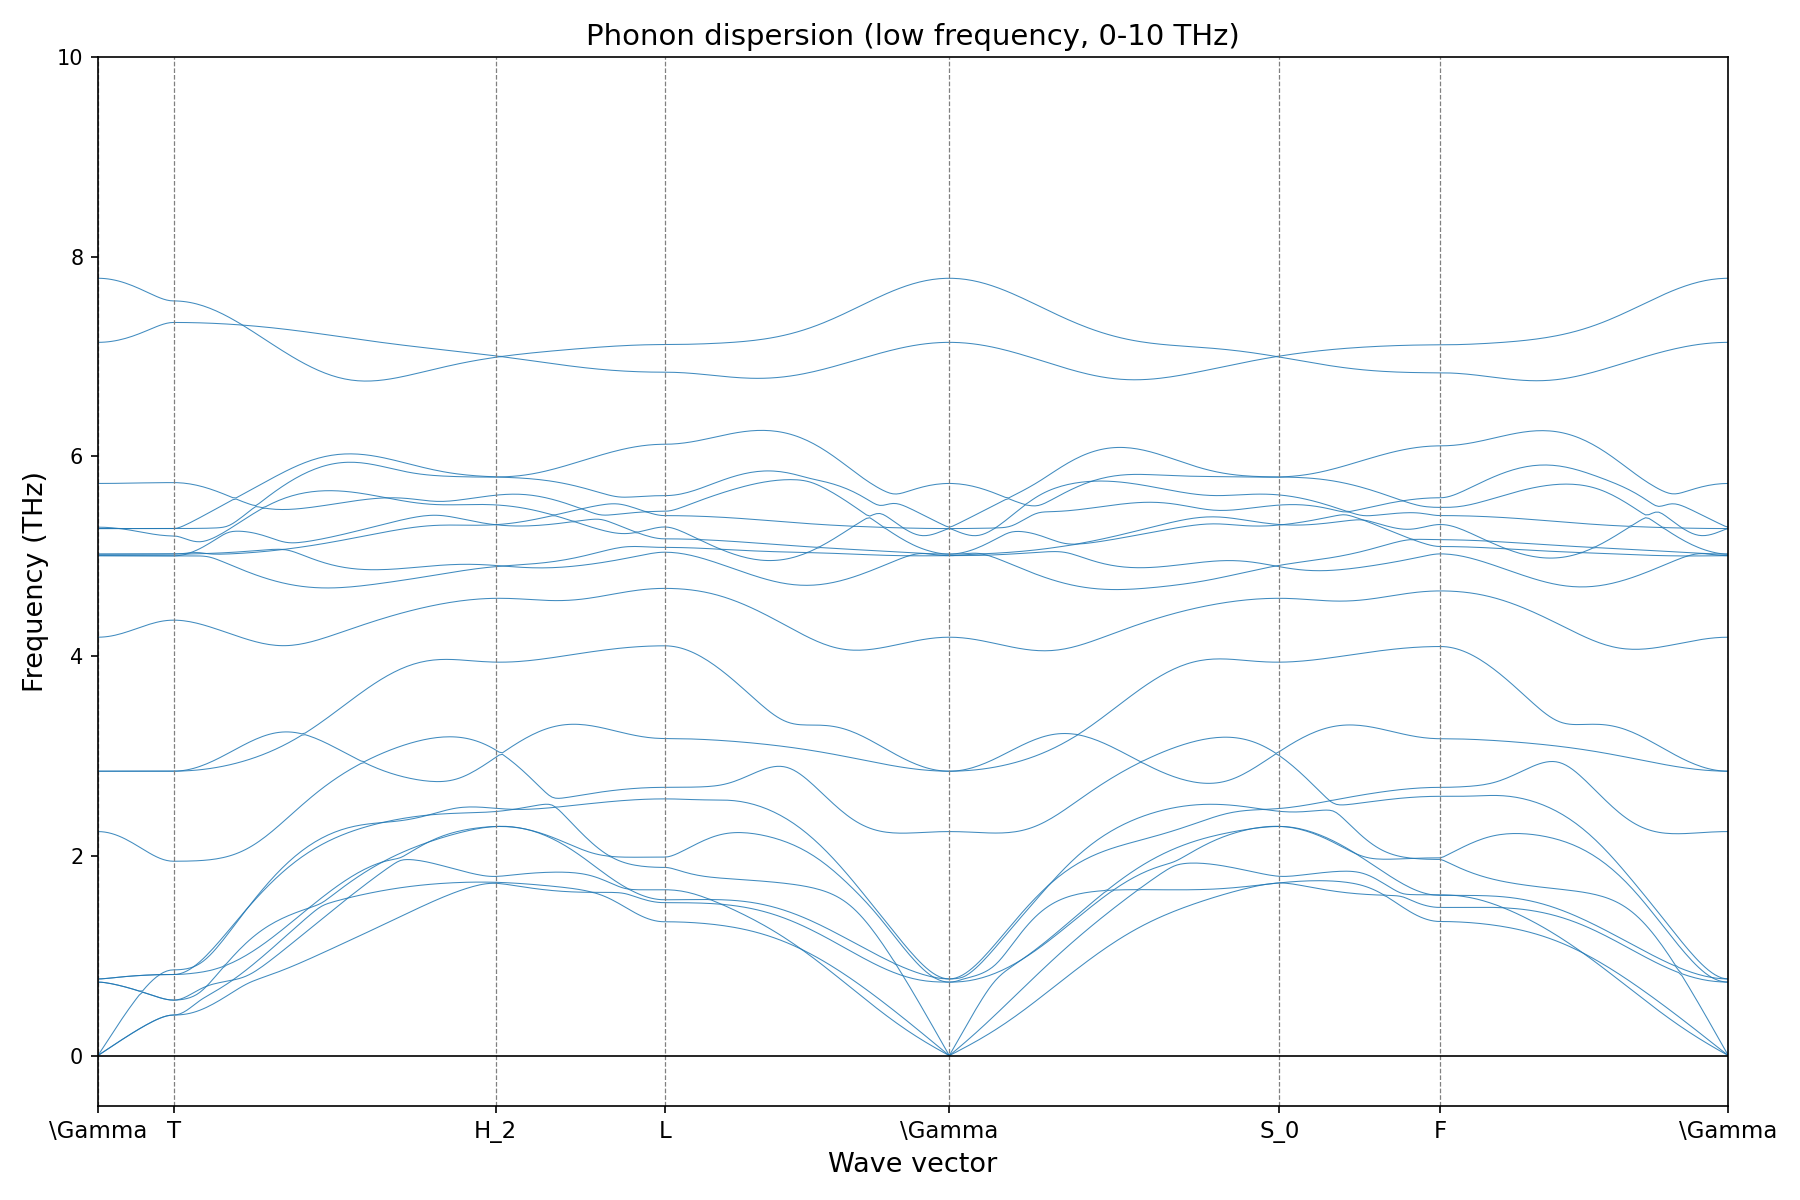 Phonon dispersion (low frequency, 0-10 THz)
10
8
6
4
2
0
Frequency (THz)
\Gamma T H_2 L \Gamma S_0 F \Gamma
Wave vector